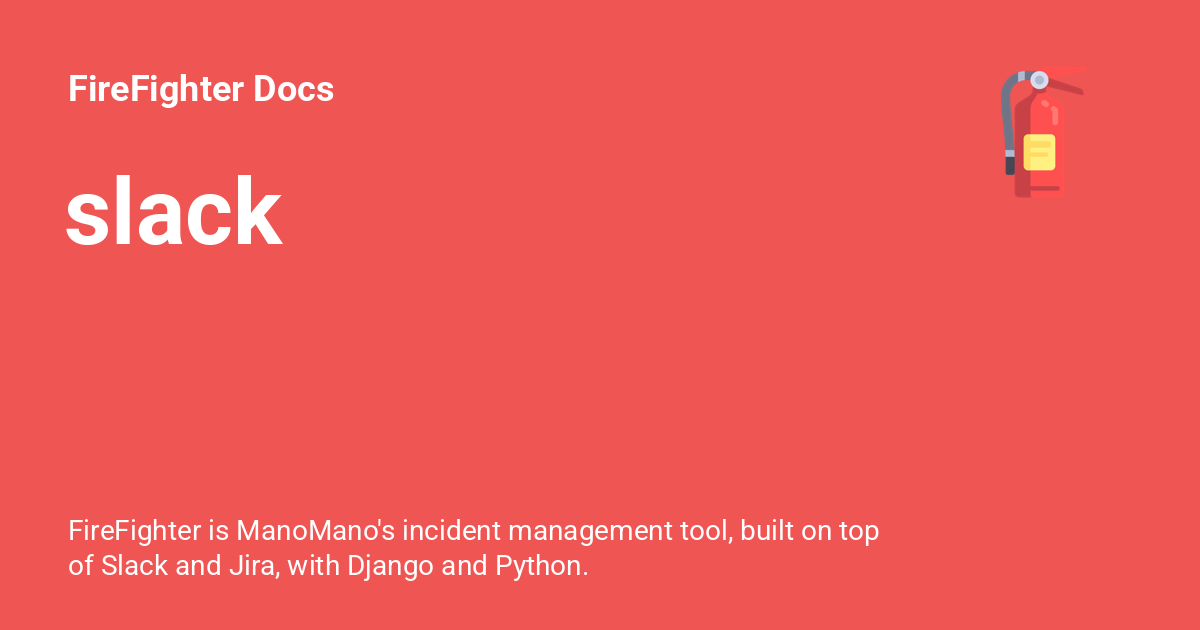 FireFighter Docs
slack
FireFighter is ManoMano's incident management tool, built on top
of Slack and Jira, with Django and Python.